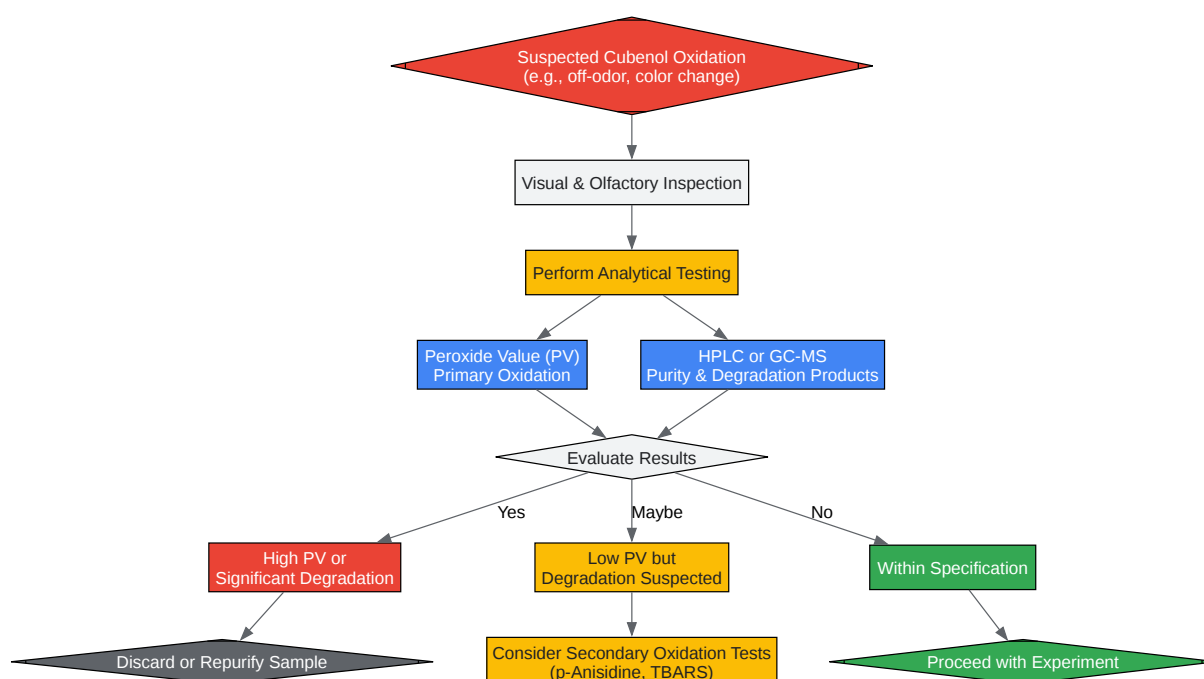 Suspected Cubenol Oxidation
(e.g., off-odor, color change)
Visual & Olfactory Inspection
Perform Analytical Testing
Peroxide Value (PV)
Primary Oxidation
HPLC or GC-MS
Purity & Degradation Products
Evaluate Results
Yes
Maybe
No
High PV or
Significant Degradation
Low PV but
Degradation Suspected
Within Specification
Discard or Repurify Sample
Consider Secondary Oxidation Tests
(p-Anisidine, TBARS)
Proceed with Experiment